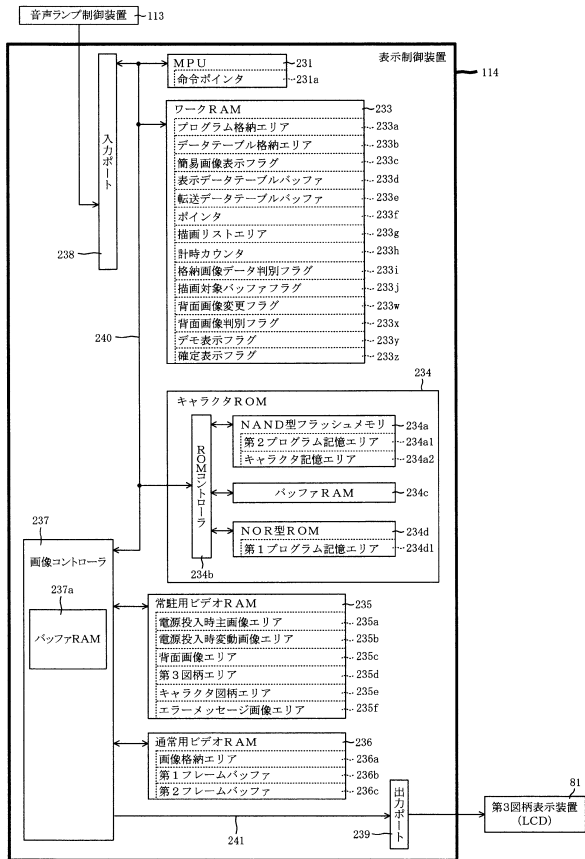 音声ランプ制御装置 113
表示制御装置
114
MPU 231
命令ポインタ 231a
入力ポート
238
ワークRAM 233
プログラム格納エリア 233a
データテーブル格納エリア 233b
簡易画像表示フラグ 233c
表示データテーブルバッファ 233d
転送データテーブルバッファ 233e
ポインタ 233f
描画リストエリア 233g
計時カウンタ 233h
格納画像データ判別フラグ 233i
描画対象バッファフラグ 233j
背面画像変更フラグ 233w
背面画像判別フラグ 233x
デモ表示フラグ 233y
確定表示フラグ 233z
240
234
キャラクタROM
ROMコントローラ
234b
NAND型フラッシュメモリ 234a
第2プログラム記憶エリア 234a1
キャラクタ記憶エリア 234a2
バッファRAM 234c
NOR型ROM 234d
第1プログラム記憶エリア 234d1
237
画像コントローラ
237a
バッファRAM
常駐用ビデオRAM 235
電源投入時主画像エリア 235a
電源投入時変動画像エリア 235b
背面画像エリア 235c
第3図柄エリア 235d
キャラクタ図柄エリア 235e
エラーメッセージ画像エリア 235f
通常用ビデオRAM 236
画像格納エリア 236a
第1フレームバッファ 236b
第2フレームバッファ 236c
241
出力ポート
239
81
第3図柄表示装置
(LCD)